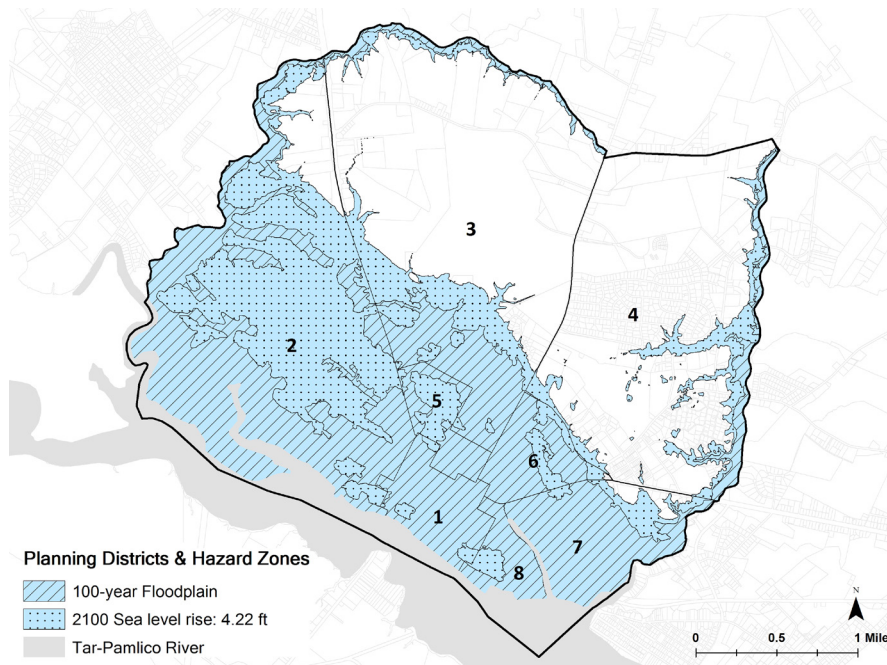 3
4
2
5
6
1
7
8
Planning Districts & Hazard Zones
100-year Floodplain
2100 Sea level rise: 4.22 ft
Tar-Pamlico River
N
0 0.5 1 Mile